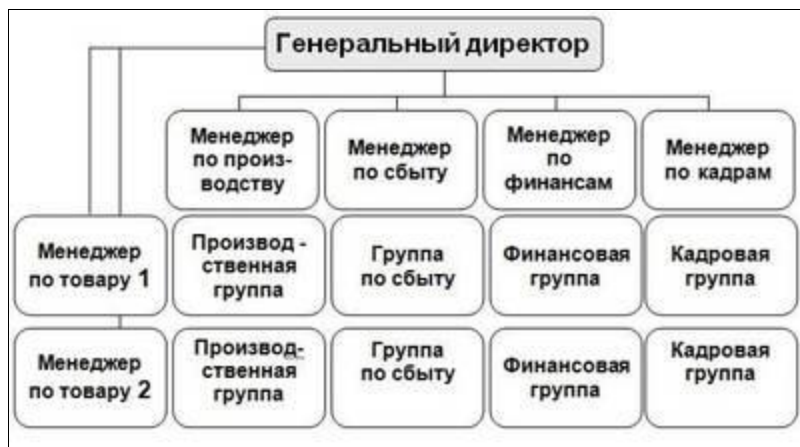 Генеральный директор
Менеджер
по произ-
водству
Менеджер
по сбыту
Менеджер
по
финансам
Менеджер
по кадрам
Менеджер
по товару 1
Производ -
ственная
группа
Группа
по сбыту
Финансовая
группа
Кадровая
группа
Менеджер
по товару 2
Производ-
ственная
группа
Группа
по сбыту
Финансовая
группа
Кадровая
группа